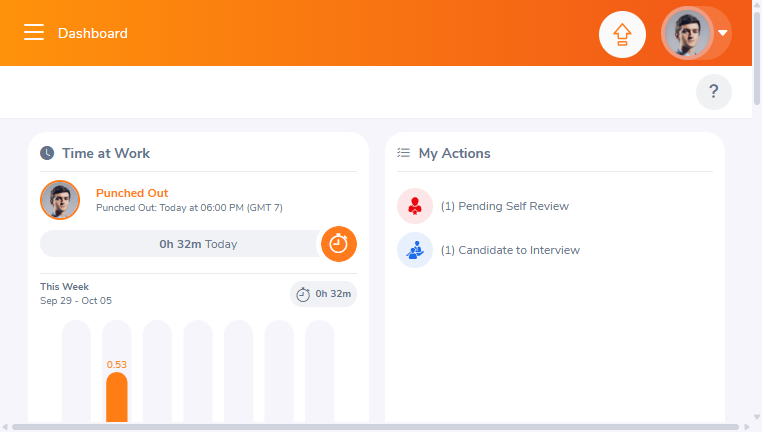 Dashboard
?
Time at Work
Punched Out
Punched Out: Today at 06:00 PM (GMT 7)
0h 32m Today
This Week
Sep 29 - Oct 05
0h 32m
0.53
My Actions
(1) Pending Self Review
(1) Candidate to Interview